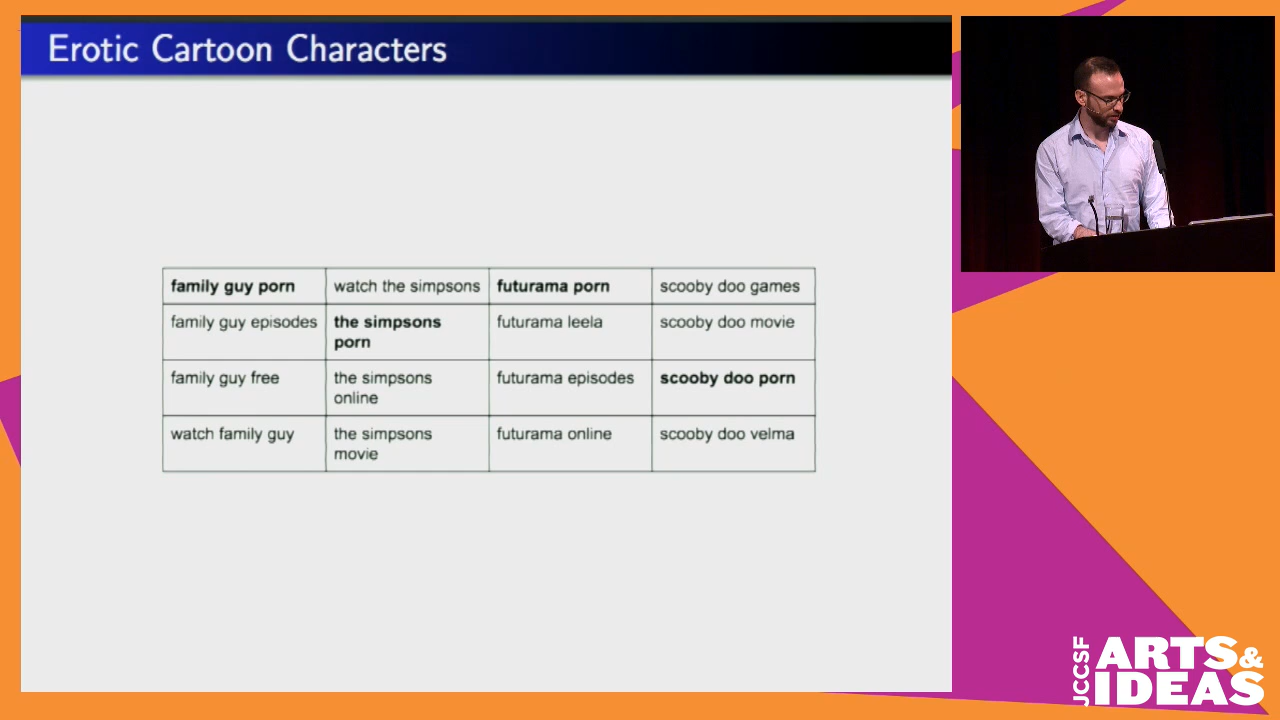 Erotic Cartoon Characters
family guy porn
watch the simpsons
futurama porn
scooby doo games
family guy episodes
the simpsons
porn
futurama leela
scooby doo movie
family guy free
the simpsons
online
futurama episodes
scooby doo porn
watch family guy
the simpsons
movie
futurama online
scooby doo velma
JCCSF
ARTS&
IDEAS